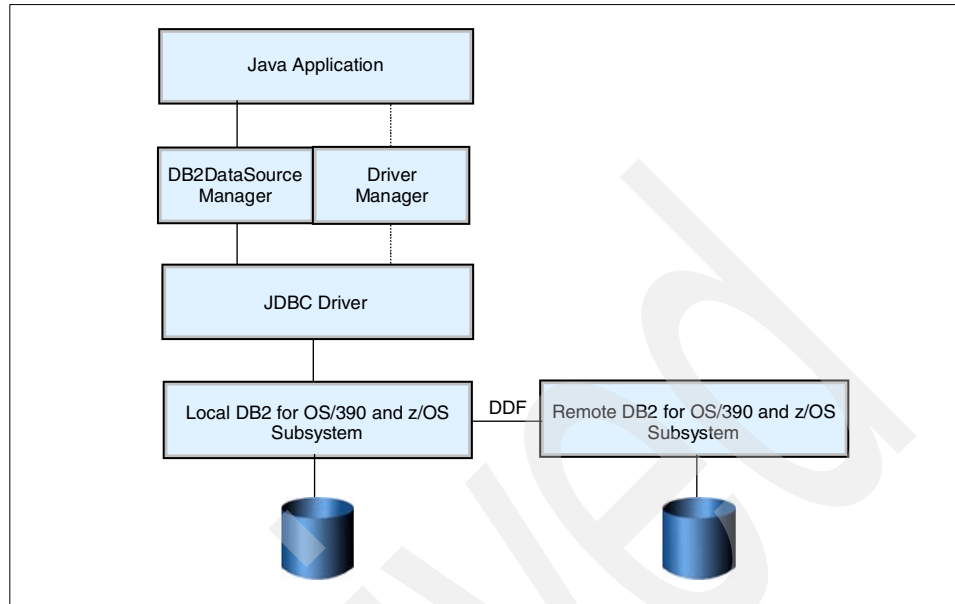 Java Application
DB2DataSource
Manager
Driver
Manager
JDBC Driver
Local DB2 for OS/390 and z/OS
Subsystem
DDF
Remote DB2 for OS/390 and z/OS
Subsystem